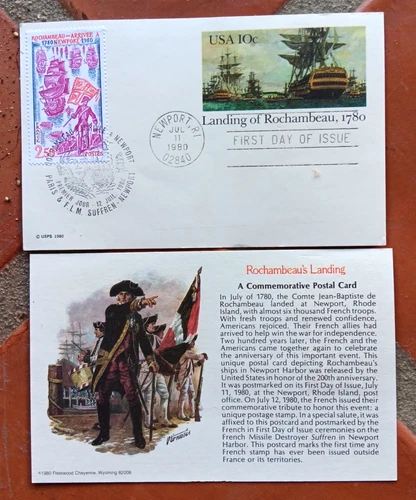 ROCHAMBEAU - ARRIVÉE A
1780 NEWPORT 1980
2.50
POSTES
USA 10c
Landing of Rochambeau, 1780
NEWPORT, RI
JUL
11
1980
02840
FIRST DAY OF ISSUE
NEWPORT
PREMIER JOUR - 12 JUIL. 1980
PARIS & F.L.M. SUFFREN - NEWPORT
© USPS 1980
Rochambeau's Landing
A Commemorative Postal Card
In July of 1780, the Comte Jean-Baptiste de
Rochambeau landed at Newport, Rhode
Island, with almost six thousand French troops.
With fresh troops and renewed confidence,
Americans rejoiced. Their French allies had
arrived to help win the war for independence.
Two hundred years later, the French and the
Americans came together again to celebrate
the anniversary of this important event. This
unique postal card depicting Rochambeau's
ships in Newport Harbor was released by the
United States in honor of the 200th anniversary.
It was postmarked on its First Day of Issue, July
11, 1980, at the Newport, Rhode Island, post
office. On July 12, 1980, the French issued their
commemorative tribute to honor this event: a
unique postage stamp. In a special salute, it was
affixed to this postcard and postmarked by the
French in First Day of Issue ceremonies on the
French Missile Destroyer Suffren in Newport
Harbor. This postcard marks the first time any
French stamp has ever been issued outside
France or its territories.
©1980 Fleetwood Cheyenne, Wyoming 82008